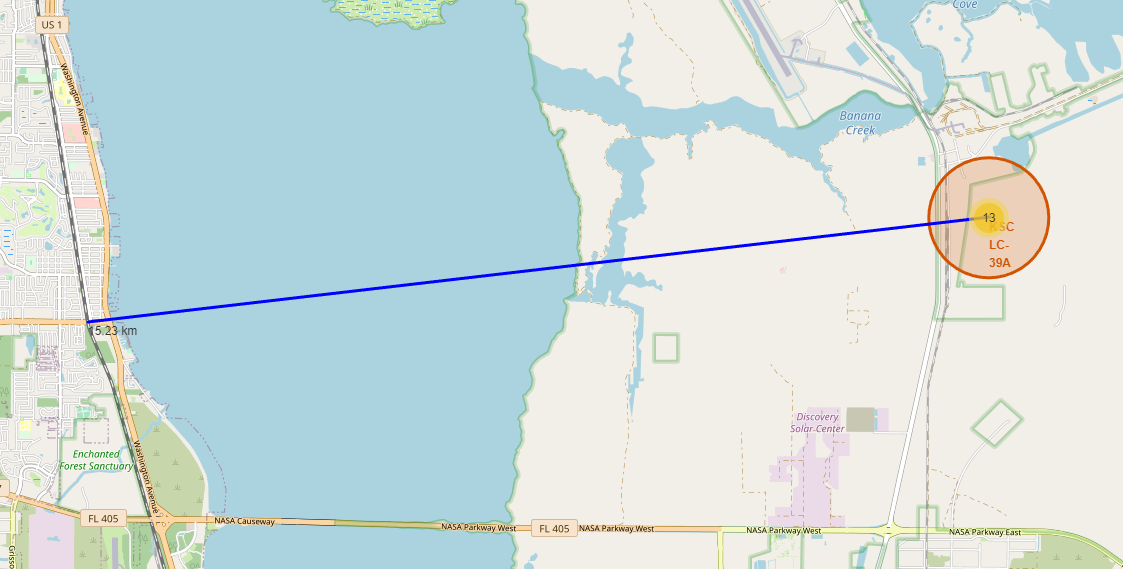 Cove
US 1
Washington Avenue
Banana
Creek
13
KSC
LC-
39A
15.23 km
Discovery
Solar-Center
Enchanted
Forest Sanctuary
Washington Avenue
FL 405
NASA Causeway
NASA Parkway West
FL 405
NASA Parkway West
NASA Parkway West
NASA Parkway East